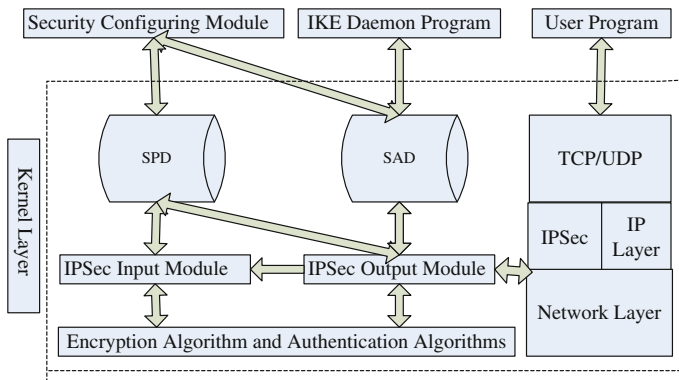 Security Configuring Module
IKE Daemon Program
User Program
Kernel Layer
SPD
SAD
TCP/UDP
IPSec
IP
Layer
IPSec Input Module
IPSec Output Module
Network Layer
Encryption Algorithm and Authentication Algorithms